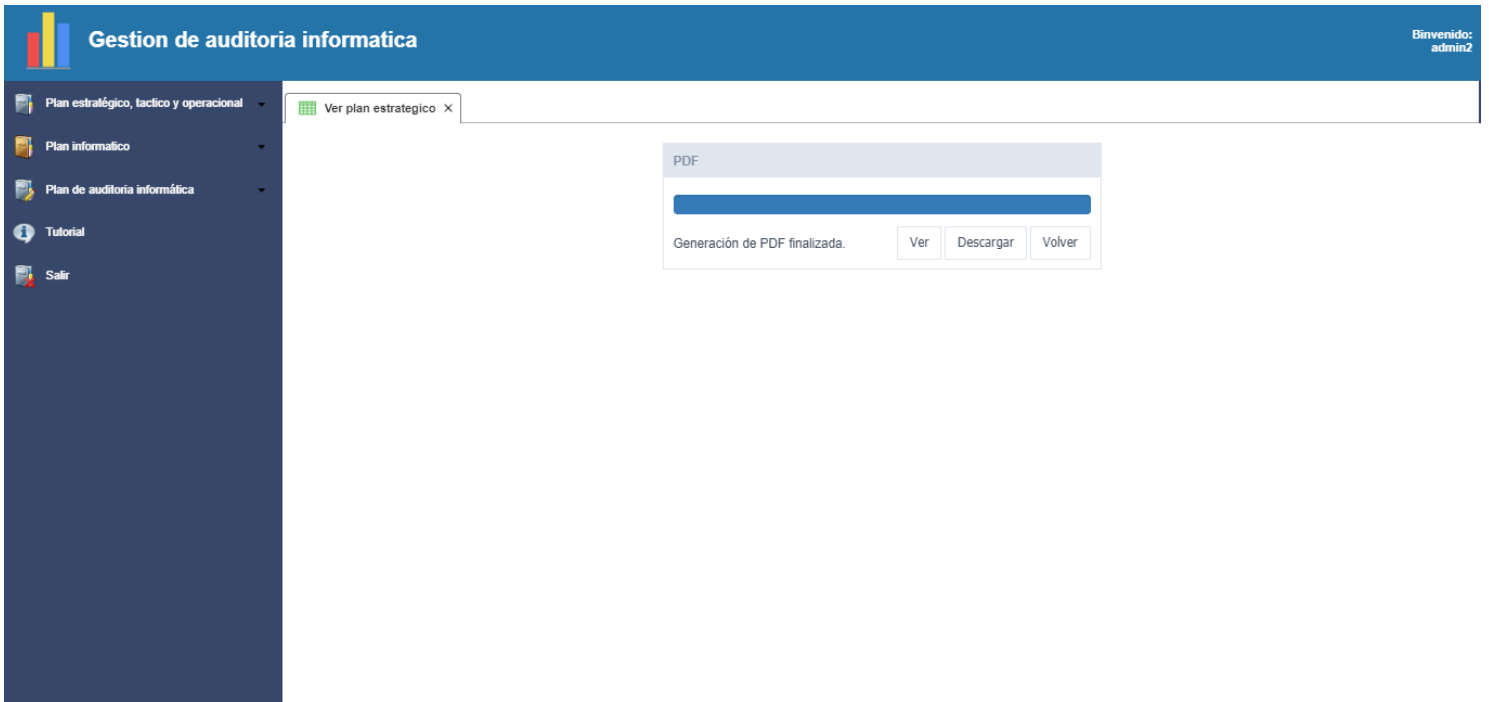 Gestion de auditoria informatica
Binvenido:
admin2
Plan estratégico, tactico y operacional
Plan informatico
Plan de auditoria informática
Tutorial
Salir
Ver plan estrategico
PDF
Generación de PDF finalizada.
Ver
Descargar
Volver